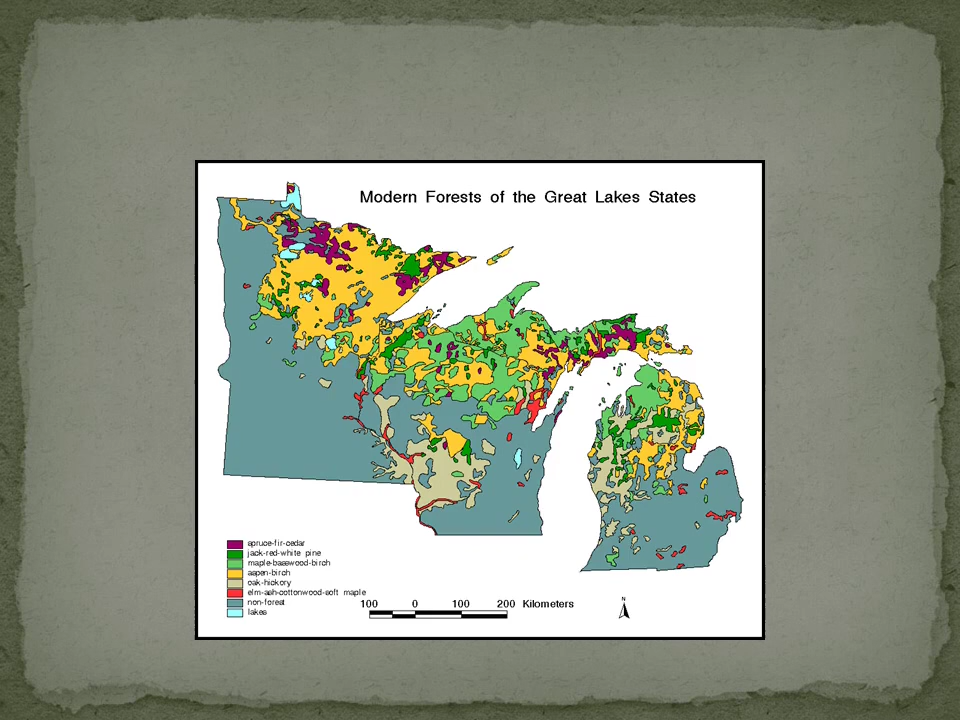 Modern Forests of the Great Lakes States
spruce-fir-cedar
jack-red-white pine
maple-basswood-birch
aspen-birch
oak-hickory
elm-ash-cottonwood-soft maple
non-forest
lakes
100 0 100 200 Kilometers
N